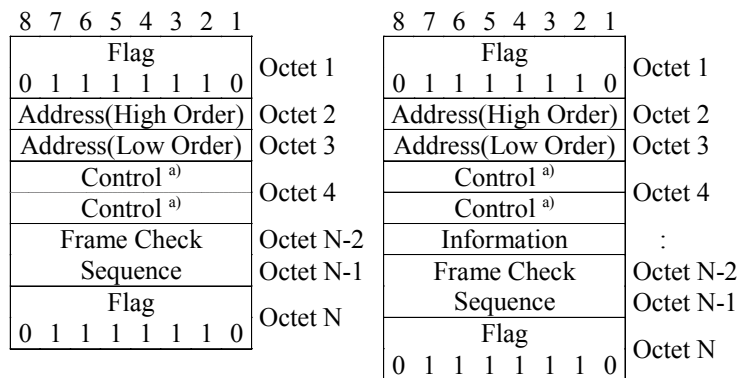 8 7 6 5 4 3 2 1
Flag
0 1 1 1 1 1 1 0
Octet 1
Address(High Order) Octet 2
Address(Low Order) Octet 3
Control a)
Control a)
Octet 4
Frame Check Octet N-2
Sequence Octet N-1
Flag
0 1 1 1 1 1 1 0
Octet N
8 7 6 5 4 3 2 1
Flag
0 1 1 1 1 1 1 0
Octet 1
Address(High Order) Octet 2
Address(Low Order) Octet 3
Control a)
Control a)
Octet 4
Information :
Frame Check Octet N-2
Sequence Octet N-1
Flag
0 1 1 1 1 1 1 0
Octet N